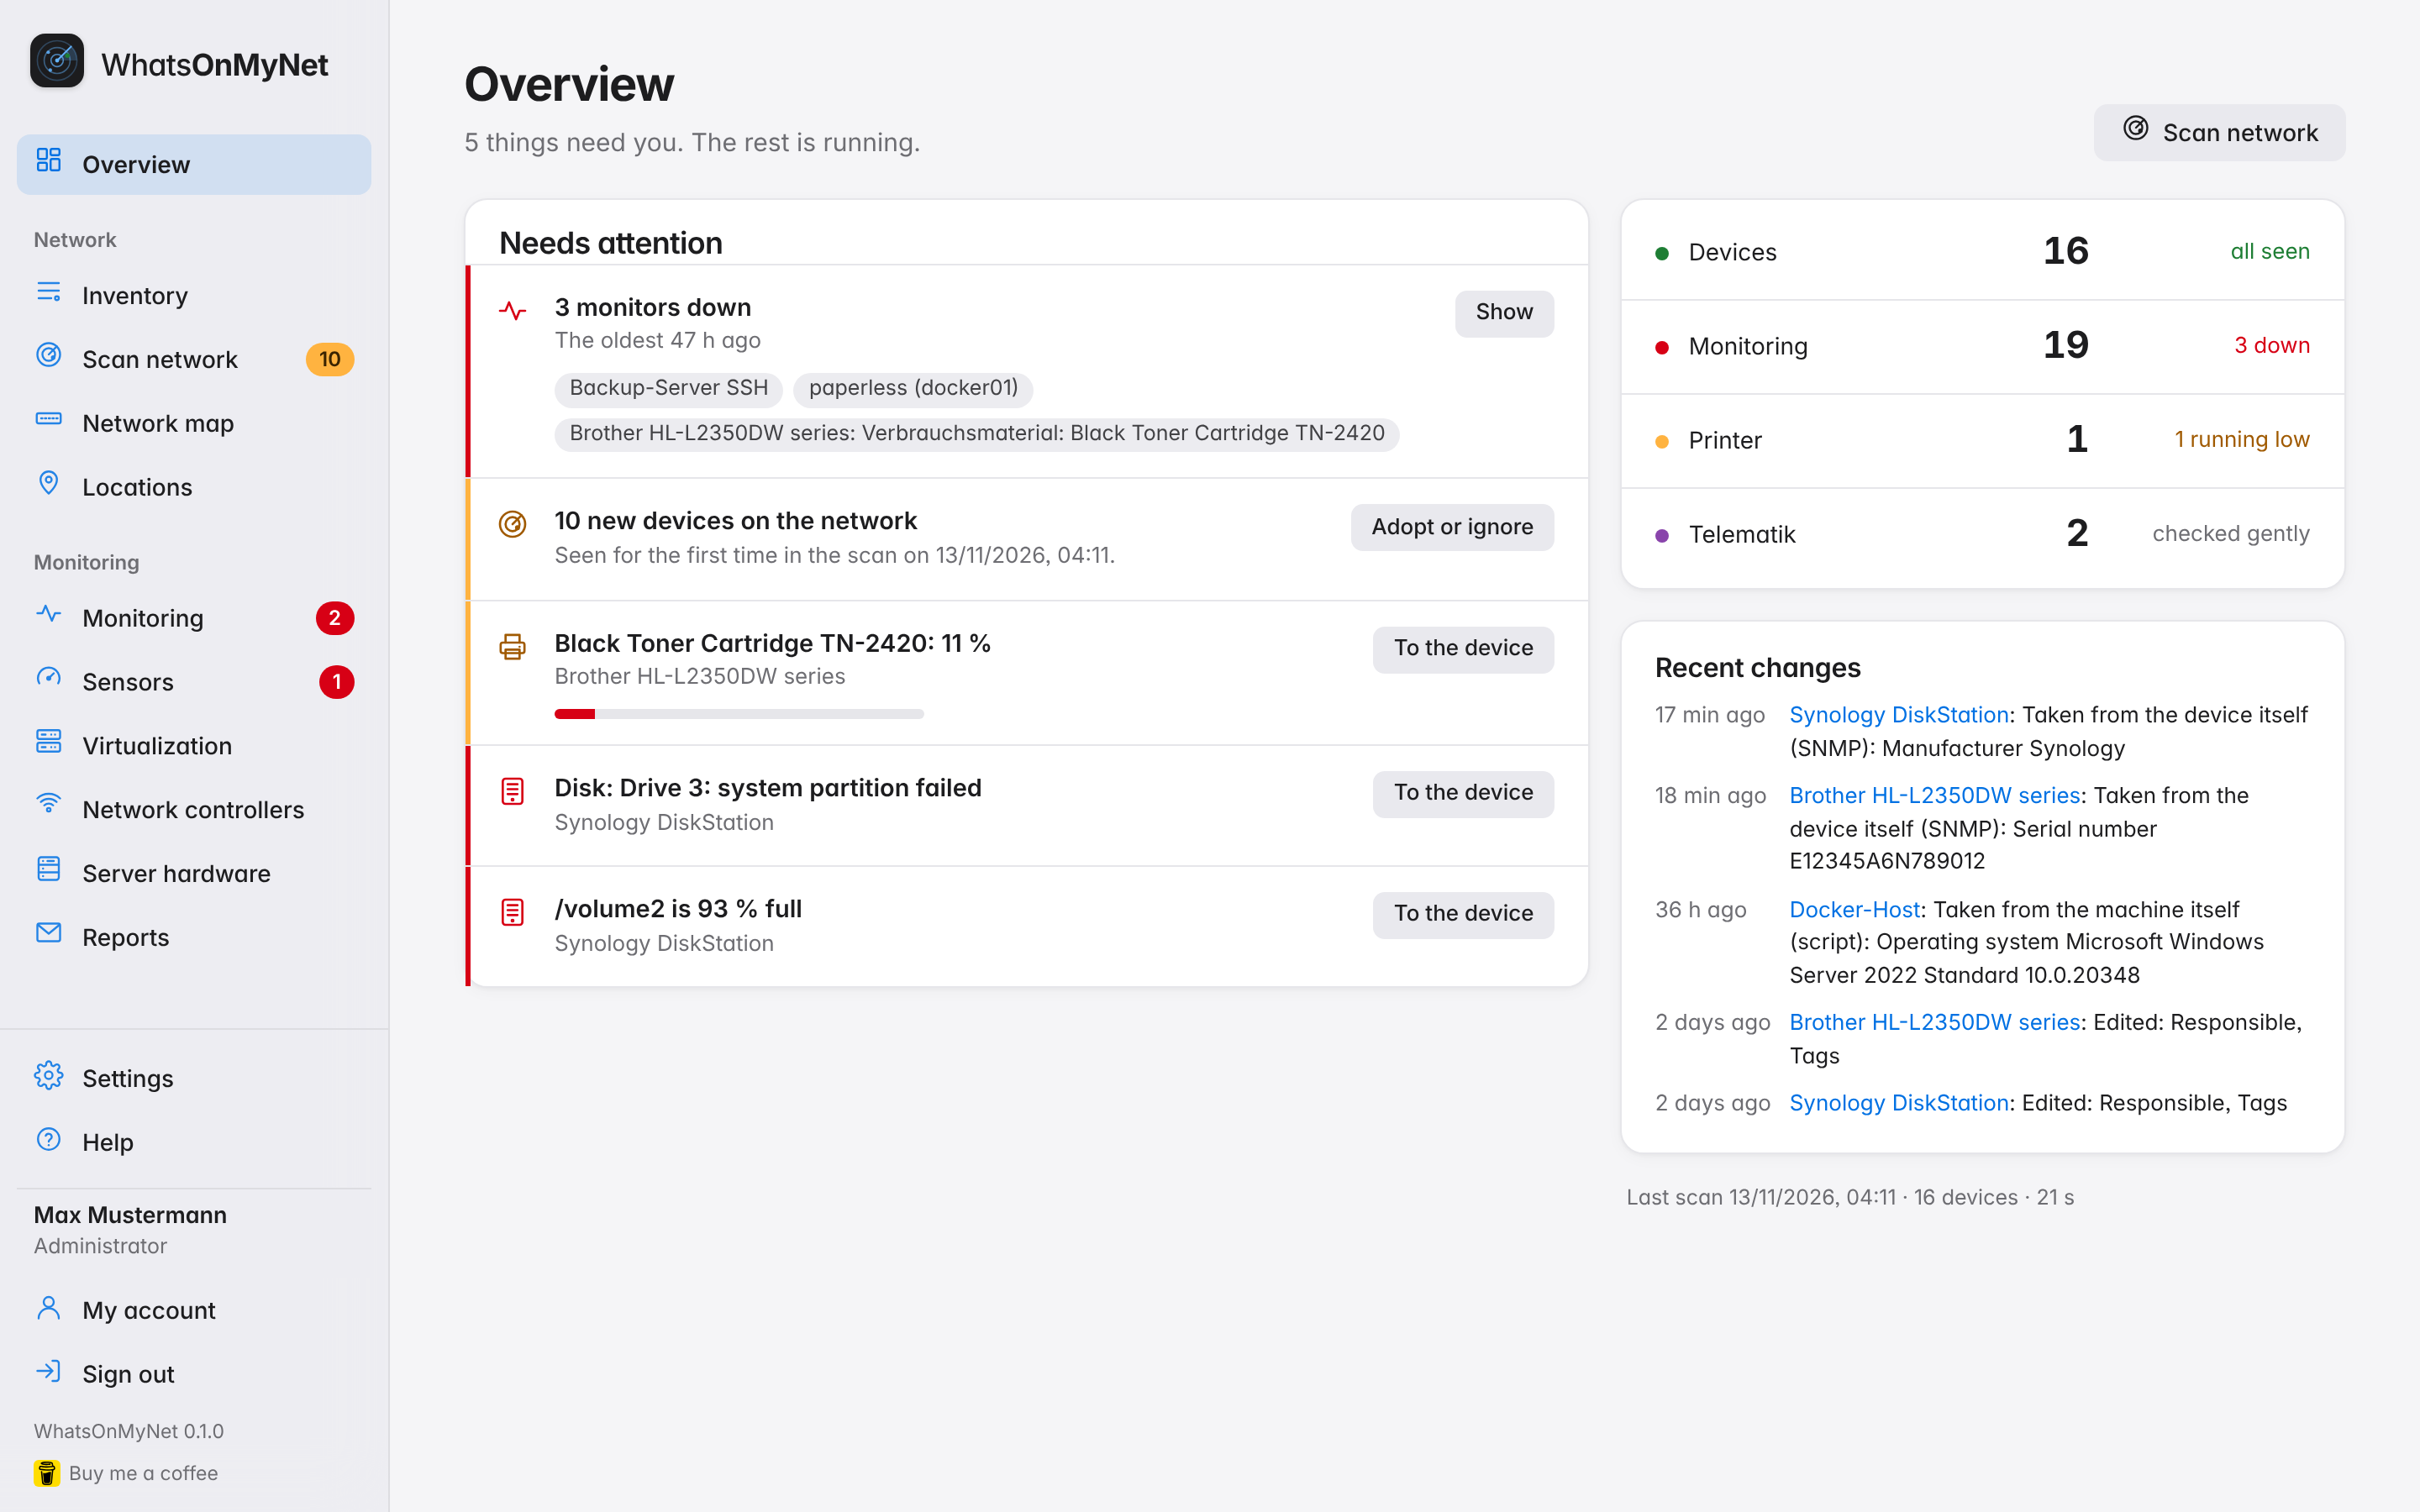 WhatsOnMyNet
Overview
Network
Inventory
Scan network 10
Network map
Locations
Monitoring
Monitoring 2
Sensors 1
Virtualization
Network controllers
Server hardware
Reports
Settings
Help
Max Mustermann
Administrator
My account
Sign out
WhatsOnMyNet 0.1.0
Buy me a coffee
Overview
5 things need you. The rest is running.
Scan network
Needs attention
3 monitors down
The oldest 47 h ago
Show
Backup-Server SSH
paperless (docker01)
Brother HL-L2350DW series: Verbrauchsmaterial: Black Toner Cartridge TN-2420
10 new devices on the network
Seen for the first time in the scan on 13/11/2026, 04:11.
Adopt or ignore
Black Toner Cartridge TN-2420: 11 %
Brother HL-L2350DW series
To the device
Disk: Drive 3: system partition failed
Synology DiskStation
To the device
/volume2 is 93 % full
Synology DiskStation
To the device
Devices 16 all seen
Monitoring 19 3 down
Printer 1 1 running low
Telematik 2 checked gently
Recent changes
17 min ago Synology DiskStation: Taken from the device itself
(SNMP): Manufacturer Synology
18 min ago Brother HL-L2350DW series: Taken from the
device itself (SNMP): Serial number
E12345A6N789012
36 h ago Docker-Host: Taken from the machine itself
(script): Operating system Microsoft Windows
Server 2022 Standard 10.0.20348
2 days ago Brother HL-L2350DW series: Edited: Responsible,
Tags
2 days ago Synology DiskStation: Edited: Responsible, Tags
Last scan 13/11/2026, 04:11 · 16 devices · 21 s